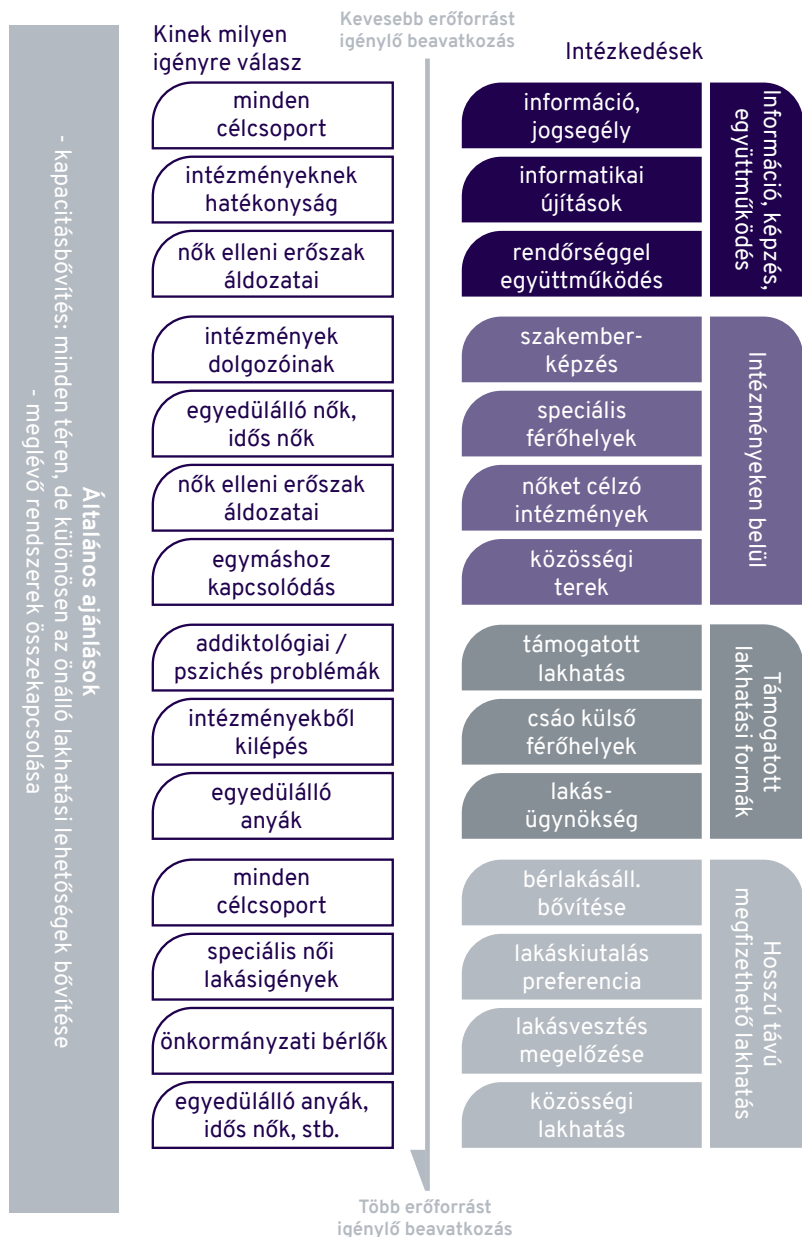 Kevesebb erőforrást
igénylő beavatkozás
Kinek milyen
igényre válasz
Intézkedések
Általános ajánlások
- kapacitásbővítés: minden téren, de különösen az önálló lakhatási lehetőségek bővítése
- meglévő rendszerek összekapcsolása
minden
célcsoport
információ,
jogsegély
intézményeknek
hatékonyság
informatikai
újítások
nők elleni erőszak
áldozatai
rendőrséggel
együttműködés
Információ, képzés,
együttműködés
intézmények
dolgozóinak
szakember-
képzés
egyedülálló nők,
idős nők
speciális
férőhelyek
nők elleni erőszak
áldozatai
nőket célzó
intézmények
egymáshoz
kapcsolódás
közösségi
terek
Intézményeken belül
addiktológiai /
pszichés problémák
támogatott
lakhatás
intézményekből
kilépés
csáo külső
férőhelyek
egyedülálló
anyák
lakás-
ügynökség
Támogatott
lakhatási formák
minden
célcsoport
bérlakásáll.
bővítése
speciális női
lakásigények
lakáskiutalás
preferencia
önkormányzati bérlők
lakásvesztés
megelőzése
egyedülálló anyák,
idős nők, stb.
közösségi
lakhatás
Hosszú távú
megfizethető lakhatás
Több erőforrást
igénylő beavatkozás